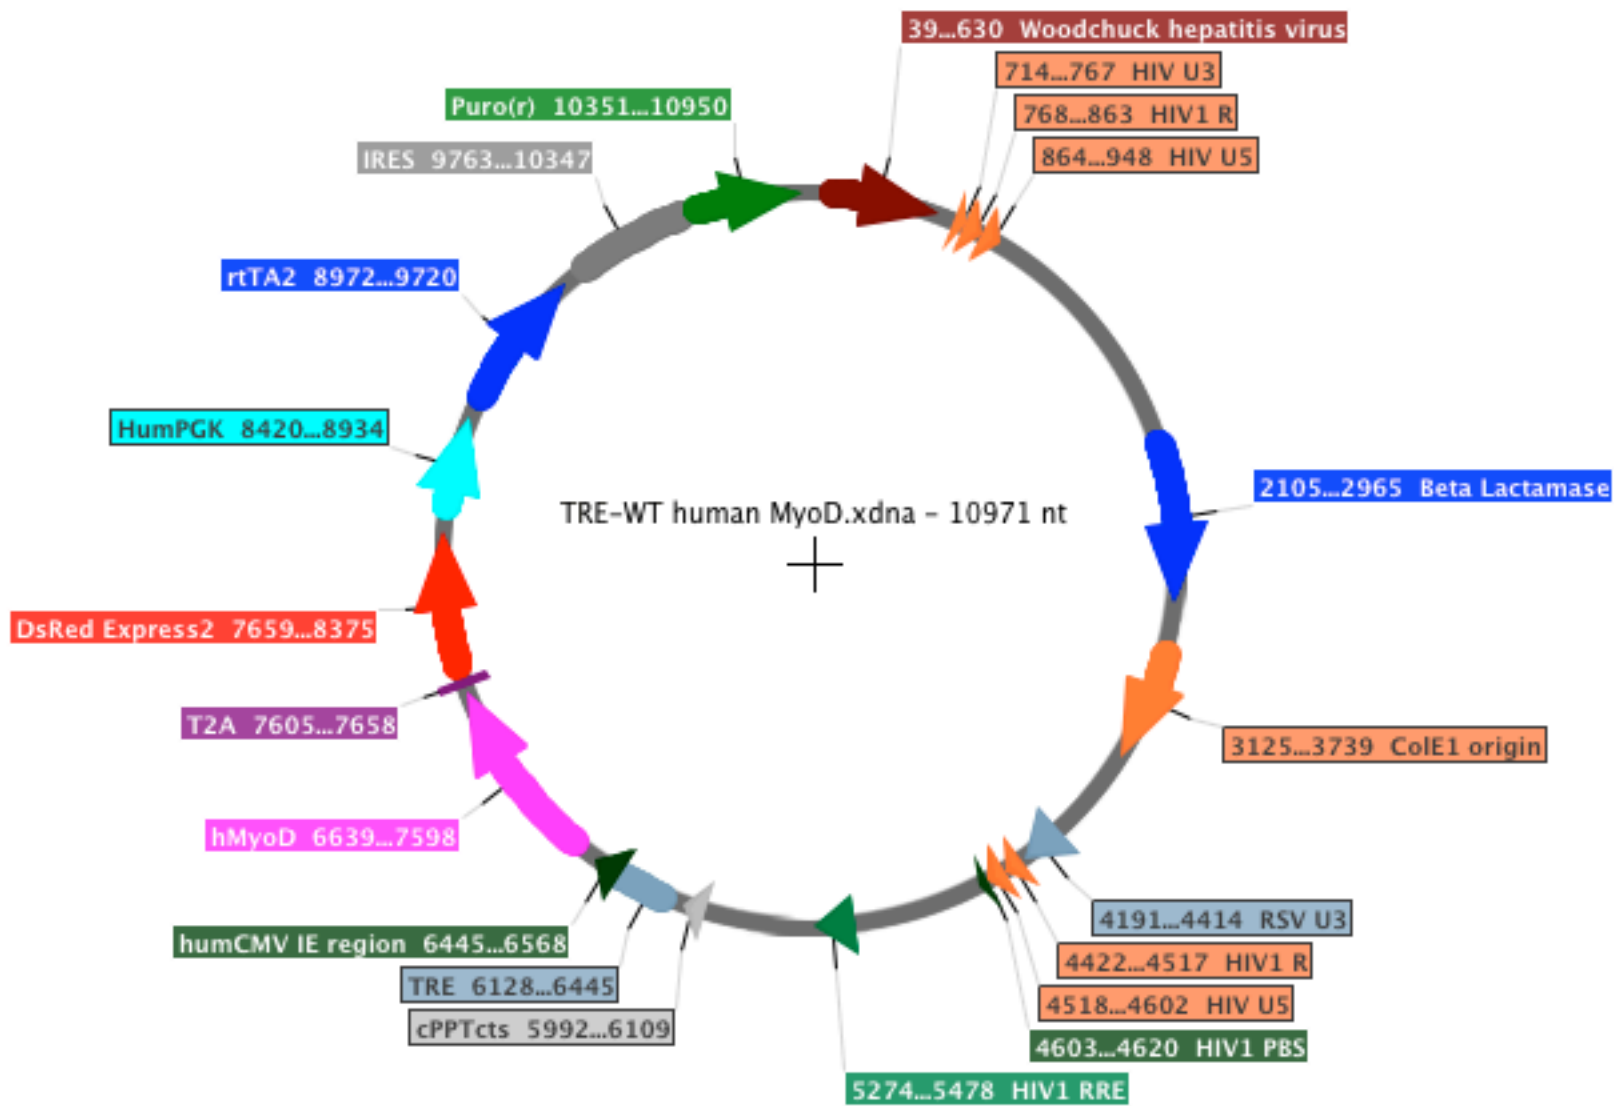 39...630 Woodchuck hepatitis virus
714...767 HIV U3
Puro(r) 10351...10950
768...863 HIV1 R
IRES 9763...10347
864...948 HIV U5
rtTA2 8972...9720
HumPGK 8420...8934
2105...2965 Beta Lactamase
TRE-WT human MyoD.xdna - 10971 nt
DsRed Express2 7659...8375
T2A 7605...7658
3125...3739 ColE1 origin
hMyoD 6639...7598
4191...4414 RSV U3
humCMV IE region 6445...6568
4422...4517 HIV1 R
TRE 6128...6445
4518...4602 HIV U5
cPPTcts 5992...6109
4603...4620 HIV1 PBS
5274...5478 HIV1 RRE